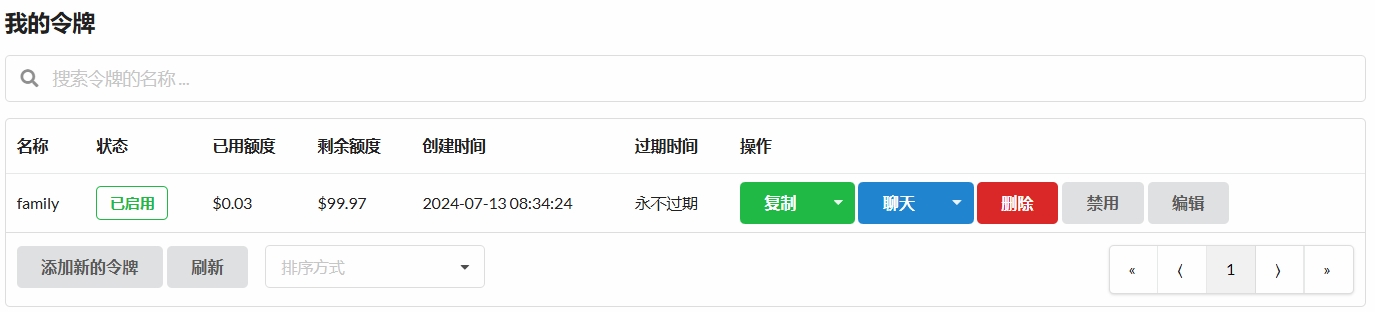 我的令牌
搜索令牌的名称 ...
名称 状态 已用额度 剩余额度 创建时间 过期时间 操作
family 已启用 $0.03 $99.97 2024-07-13 08:34:24 永不过期 复制 聊天 删除 禁用 编辑
添加新的令牌 刷新 排序方式 « ⟨ 1 ⟩ »